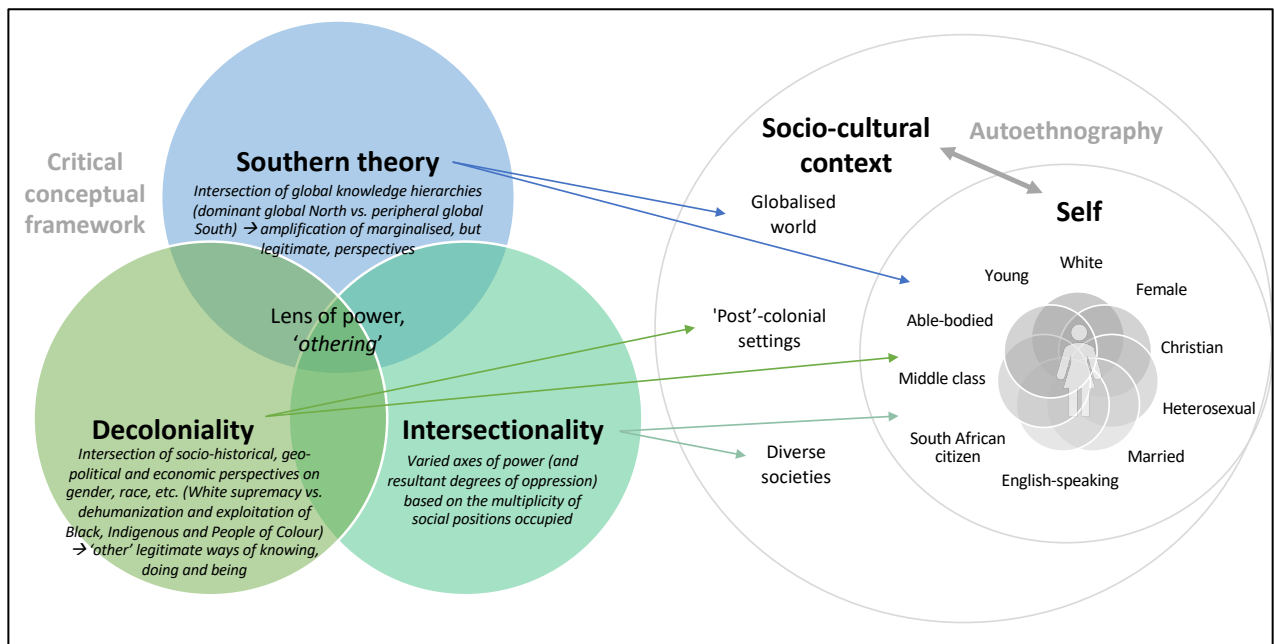 Critical
conceptual
framework
Southern theory
Intersection of global knowledge hierarchies
(dominant global North vs. peripheral global
South) → amplification of marginalised, but
legitimate, perspectives
Lens of power,
‘othering’
Decoloniality
Intersection of socio-historical, geo-
political and economic perspectives on
gender, race, etc. (White supremacy vs.
dehumanization and exploitation of
Black, Indigenous and People of Colour)
→ ‘other’ legitimate ways of knowing,
doing and being
Intersectionality
Varied axes of power (and
resultant degrees of oppression)
based on the multiplicity of
social positions occupied
Socio-cultural
context
Autoethnography
Globalised
world
'Post’-colonial
settings
Diverse
societies
Self
White
Young
Female
Able-bodied
Christian
Middle class
Heterosexual
South African
citizen
Married
English-speaking